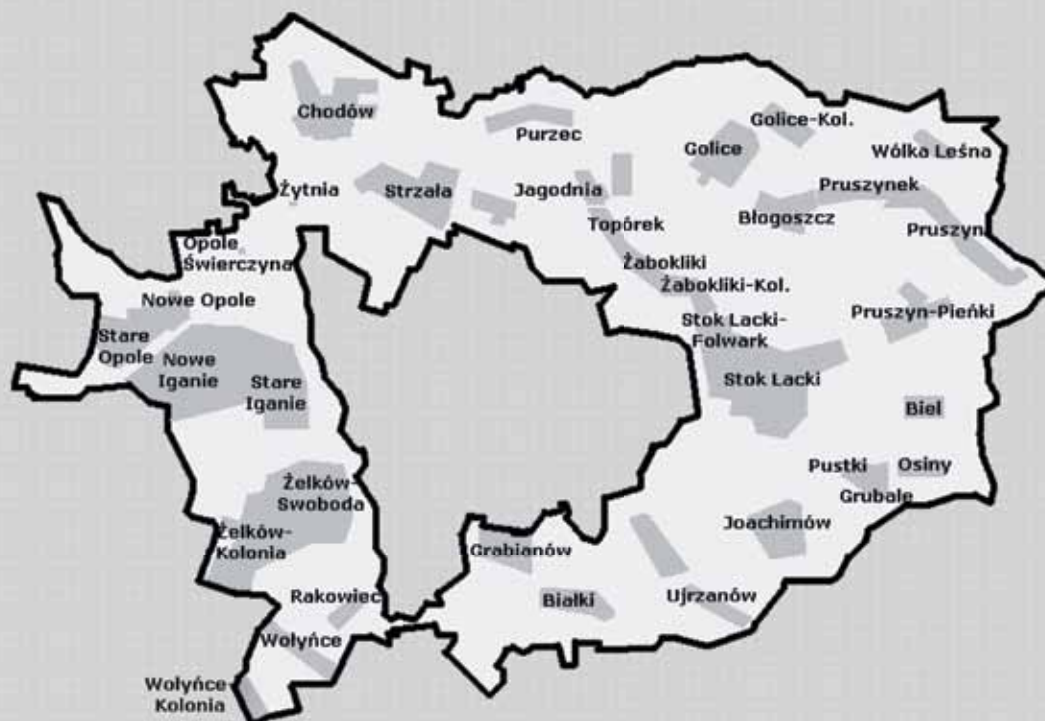 Chodów
Purzec
Golice-Kol.
Golice
Wólka Leśna
Żytnia
Strzała
Jagodnia
Pruszynek
Topórek
Błogoszcz
Pruszyn
Opole
Świerczyna
Żabokliki
Żabokliki-Kol.
Nowe Opole
Stok Lacki-
Folwark
Pruszyn-Pieńki
Stare
Opole
Nowe
Iganie
Stare
Iganie
Stok Lacki
Biel
Pustki
Osiny
Grubale
Żelków-
Swoboda
Joachimów
Żelków-
Kolonia
Grabianów
Rakowiec
Białki
Ujrzanów
Wołyńce
Wołyńce-
Kolonia